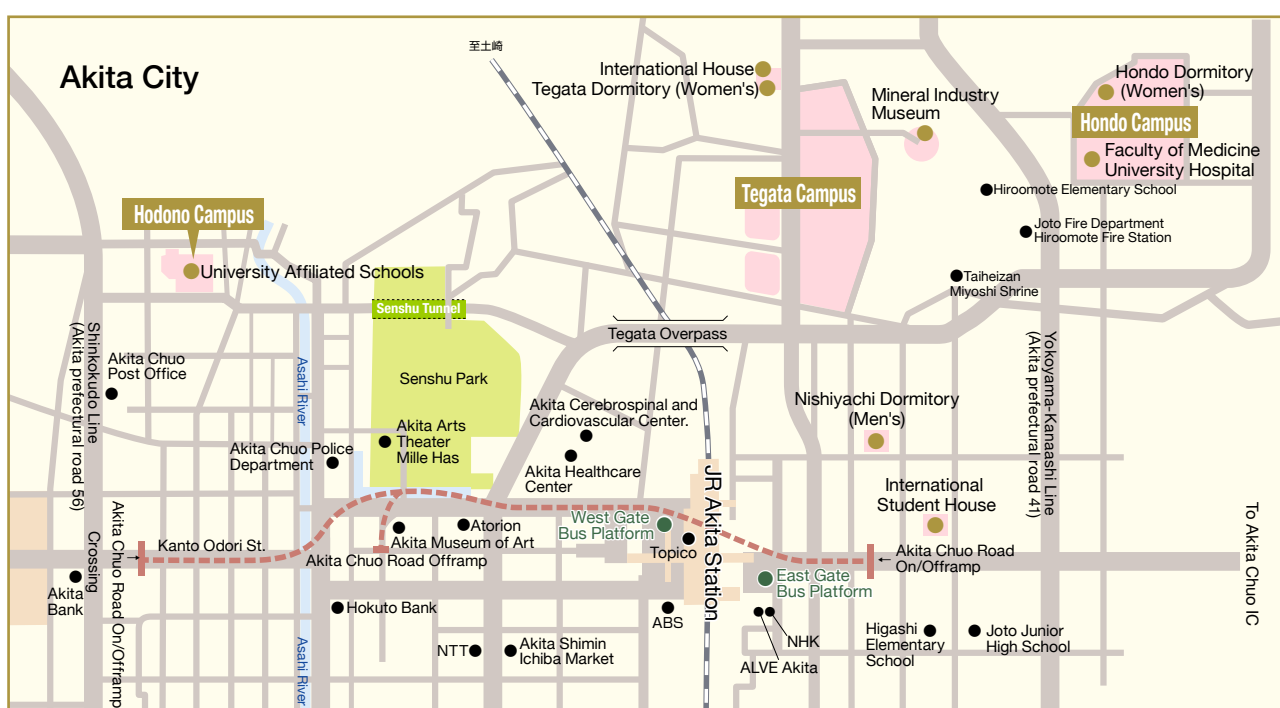 Akita City
至土崎
International House
Tegata Dormitory (Women's)
Mineral Industry
Museum
Hondo Dormitory
(Women's)
Hondo Campus
Faculty of Medicine
University Hospital
Tegata Campus
Hiroomote Elementary School
Joto Fire Department
Hiroomote Fire Station
Hodono Campus
University Affiliated Schools
Taiheizan
Miyoshi Shrine
Senshu Tunnel
Tegata Overpass
Shinkokudo Line
(Akita prefectural road 56)
Akita Chuo
Post Office
Asahi River
Senshu Park
Yokoyama-Kanaashi Line
(Akita prefectural road 41)
Nishiyachi Dormitory
(Men's)
Akita Cerebrospinal and
Cardiovascular Center.
Akita Arts
Theater
Mille Has
Akita Chuo Police
Department
Akita Healthcare
Center
JR Akita Station
International
Student House
To Akita Chuo IC
Crossing
Akita Chuo Road On/Offramp
Kanto Odori St.
Atorion
Akita Museum of Art
Akita Chuo Road Offramp
West Gate
Bus Platform
Topico
Akita Chuo Road
On/Offramp
East Gate
Bus Platform
Akita
Bank
Hokuto Bank
ABS
NHK
ALVE Akita
Higashi
Elementary
School
Joto Junior
High School
NTT
Akita Shimin
Ichiba Market
Asahi River